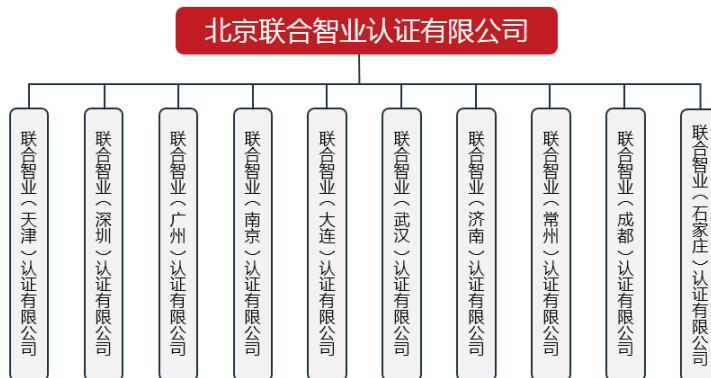 北京联合智业认证有限公司
联合智业（天津）认证有限公司
联合智业（深圳）认证有限公司
联合智业（广州）认证有限公司
联合智业（南京）认证有限公司
联合智业（大连）认证有限公司
联合智业（武汉）认证有限公司
联合智业（济南）认证有限公司
联合智业（常州）认证有限公司
联合智业（成都）认证有限公司
联合智业（石家庄）认证有限公司